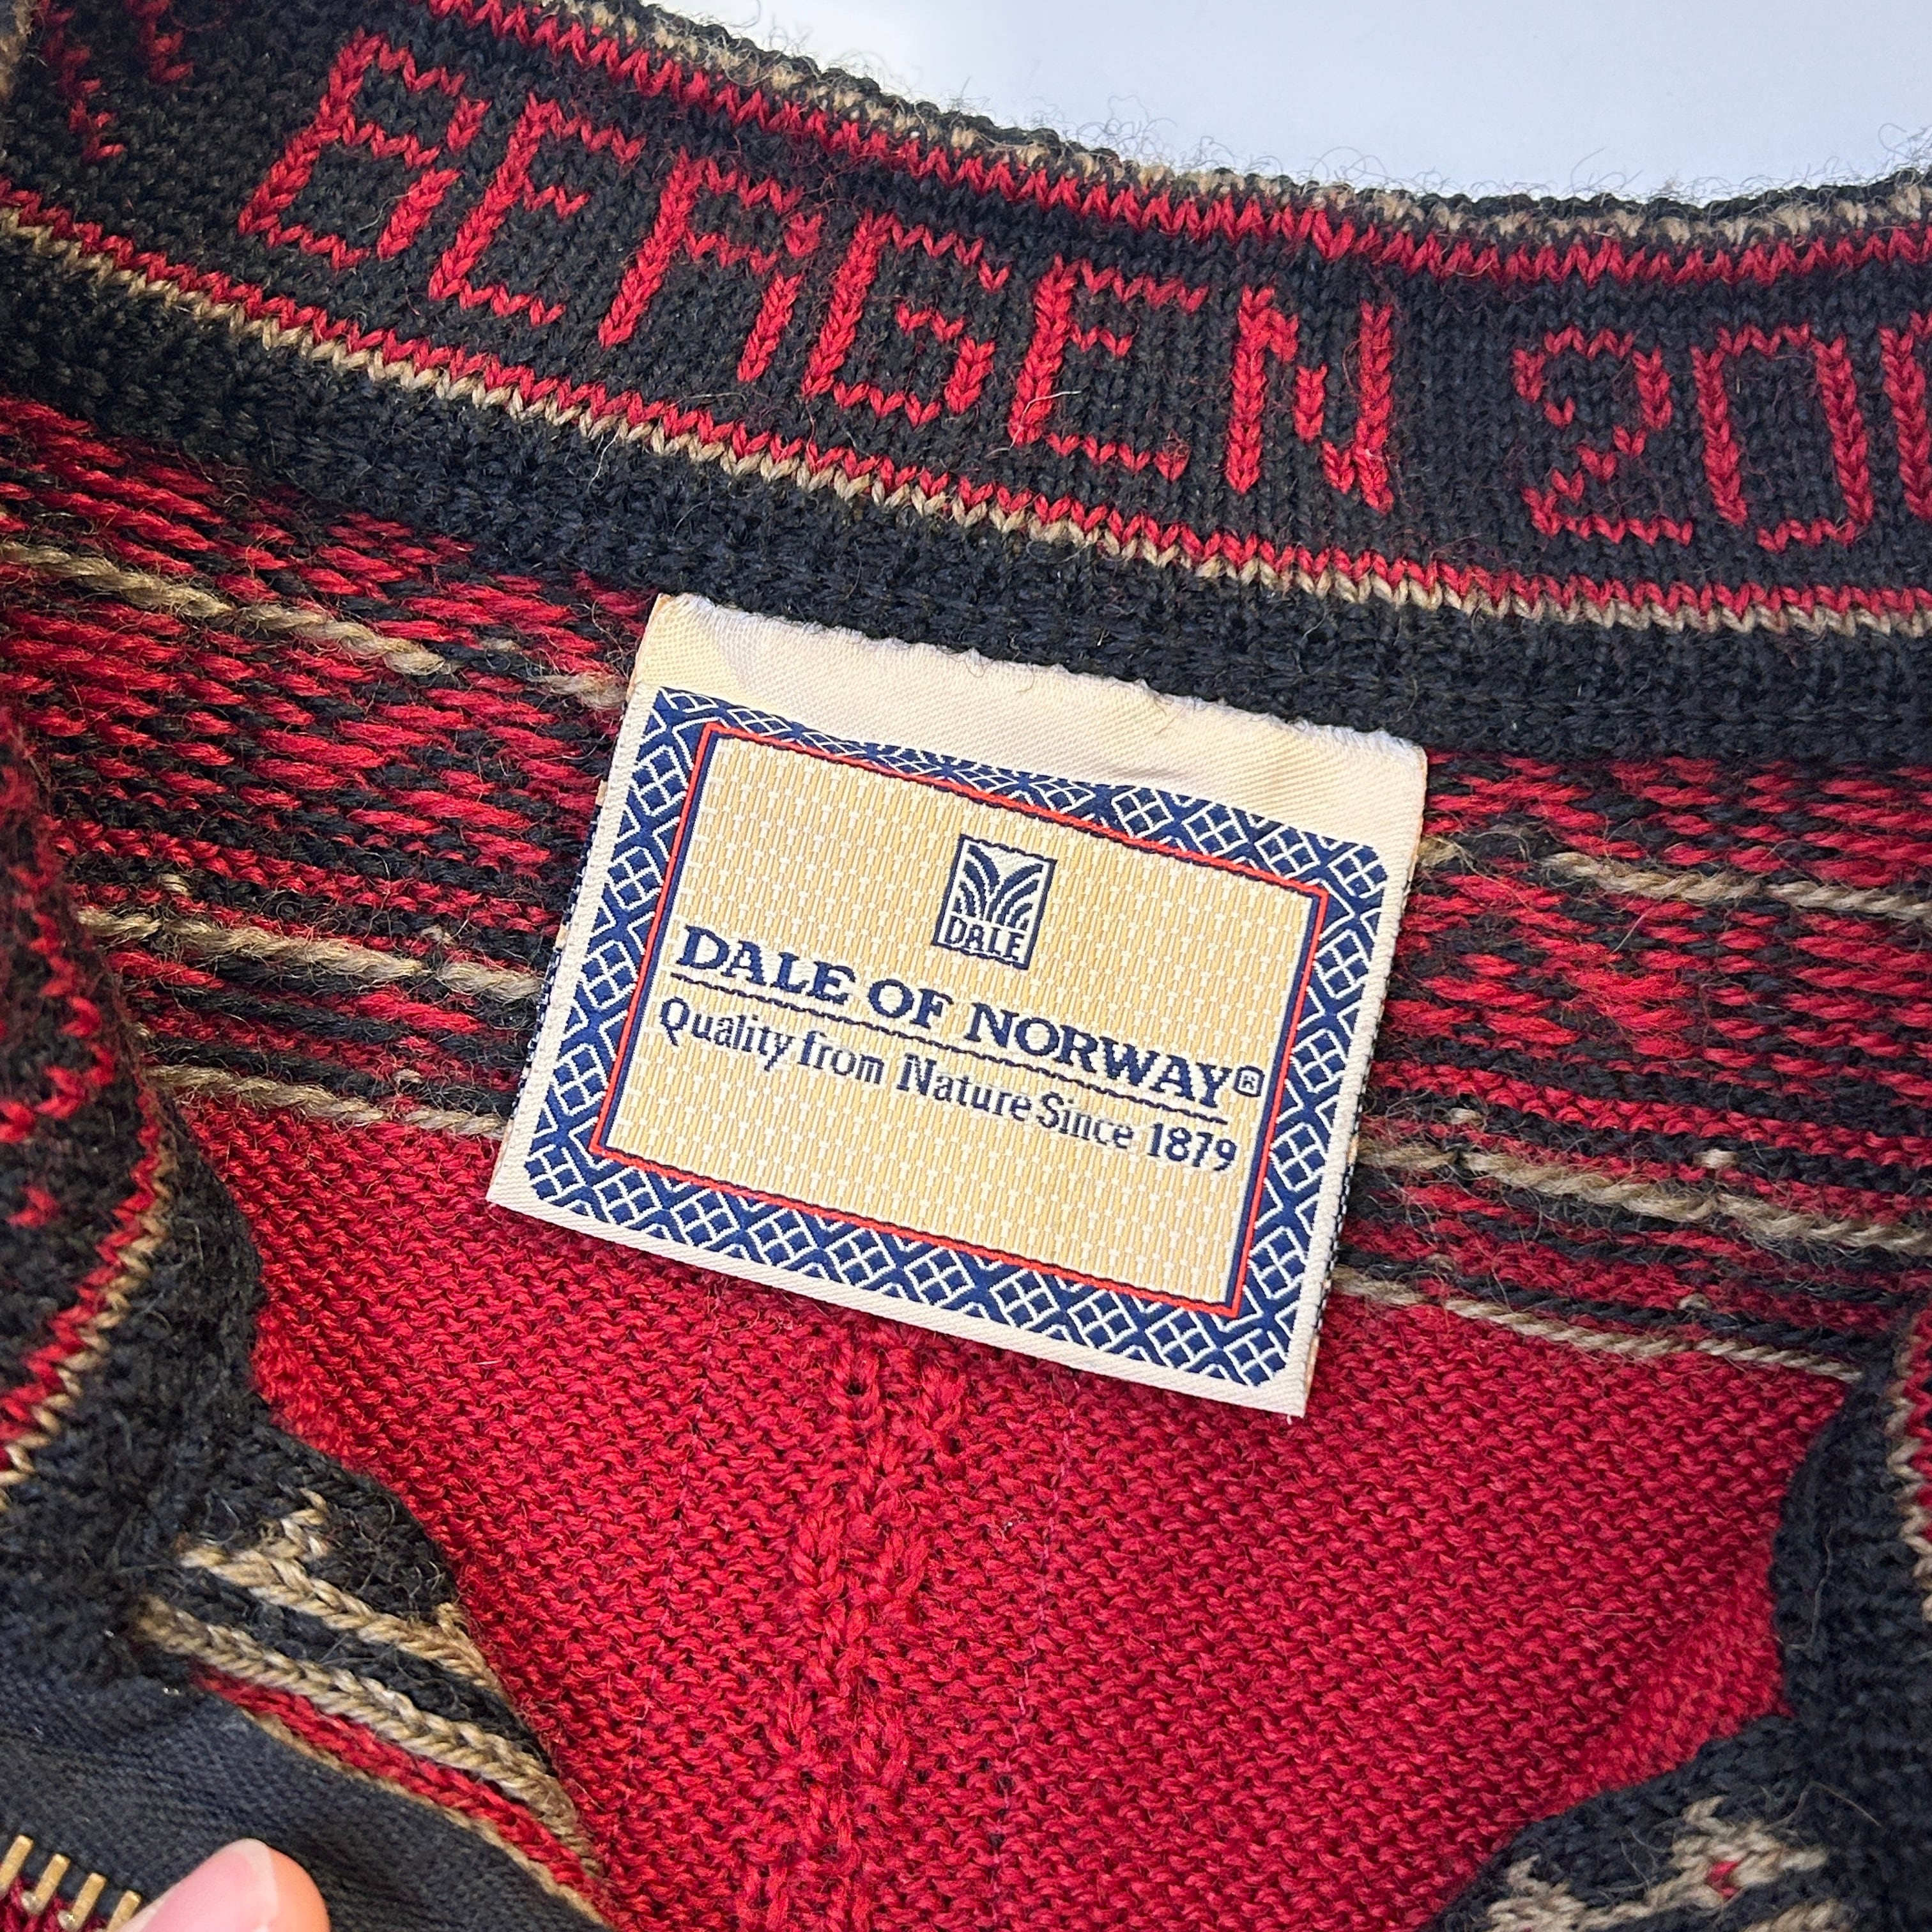 BERGEN 200
DALE
DALE OF NORWAY®
Quality from Nature Since 1879